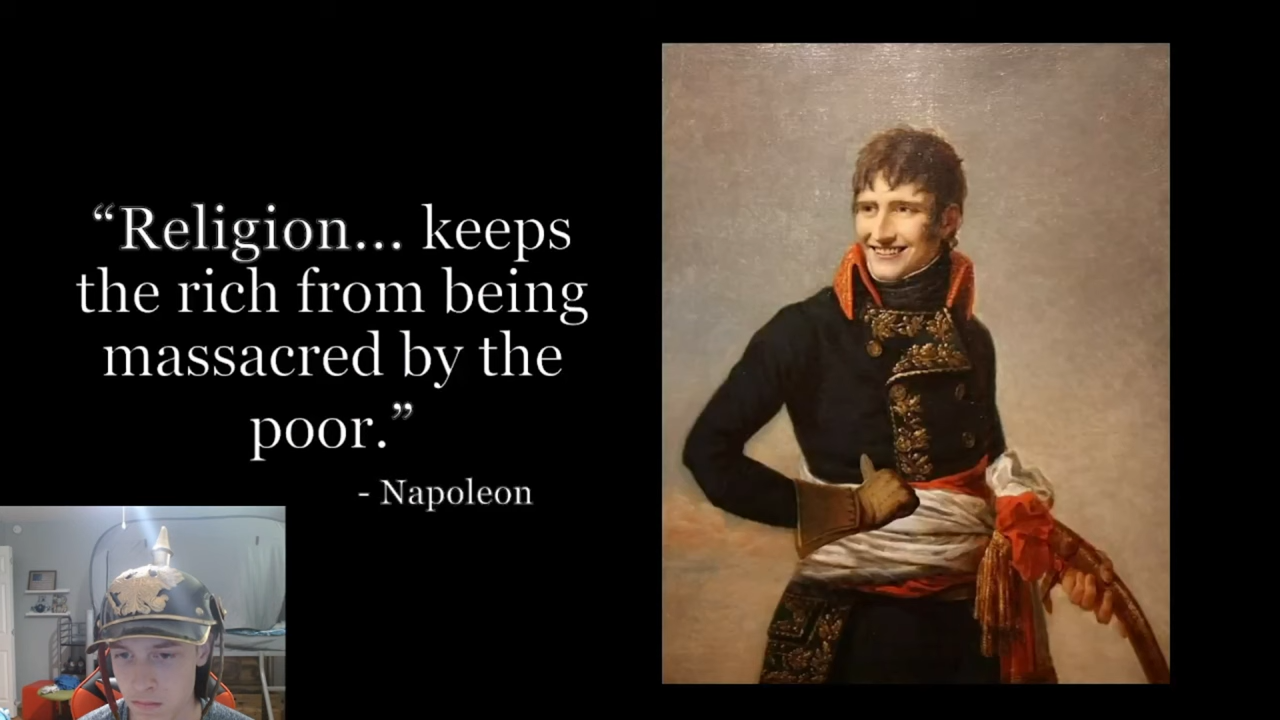 “Religion... keeps
the rich from being
massacred by the
poor.”
- Napoleon